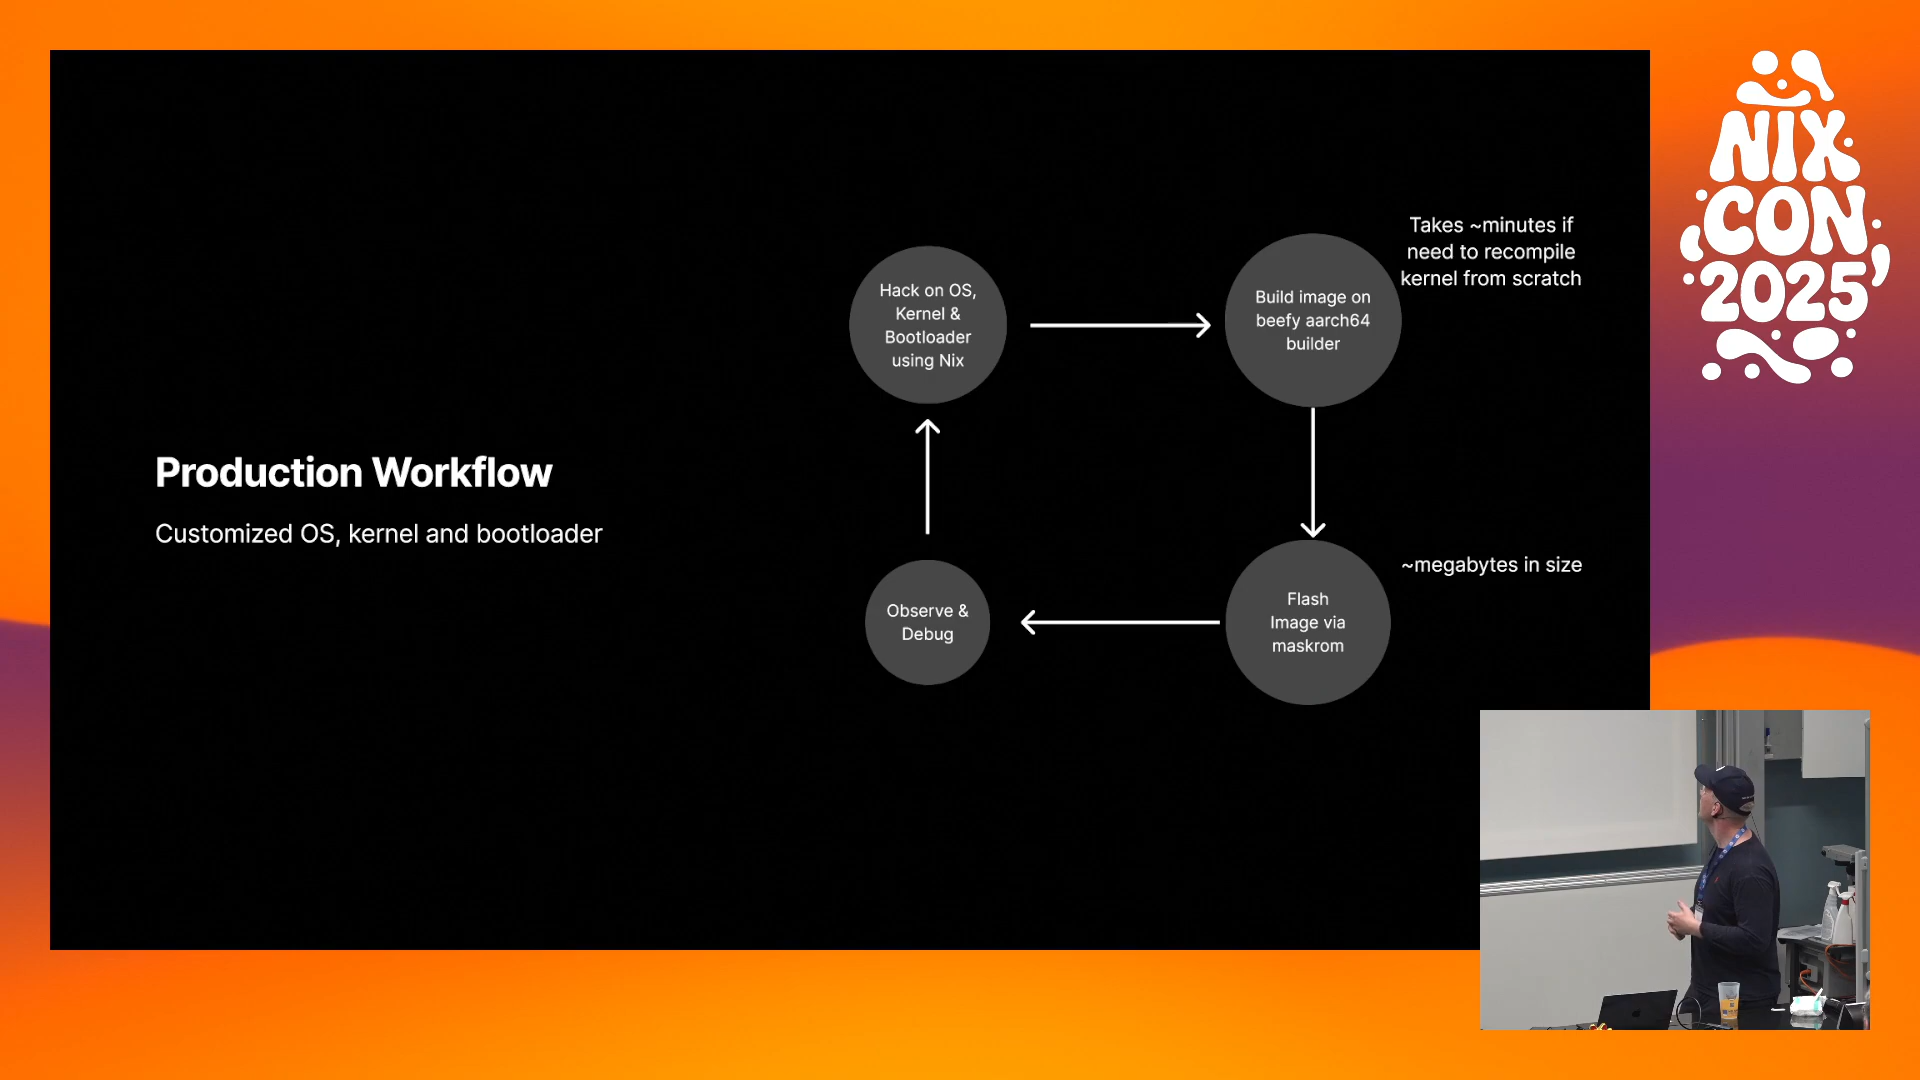 Production Workflow
Customized OS, kernel and bootloader
Hack on OS,
Kernel &
Bootloader
using Nix
Build image on
beefy aarch64
builder
Takes ~minutes if
need to recompile
kernel from scratch
Flash
Image via
maskrom
~megabytes in size
Observe &
Debug
NIX
CON
2025